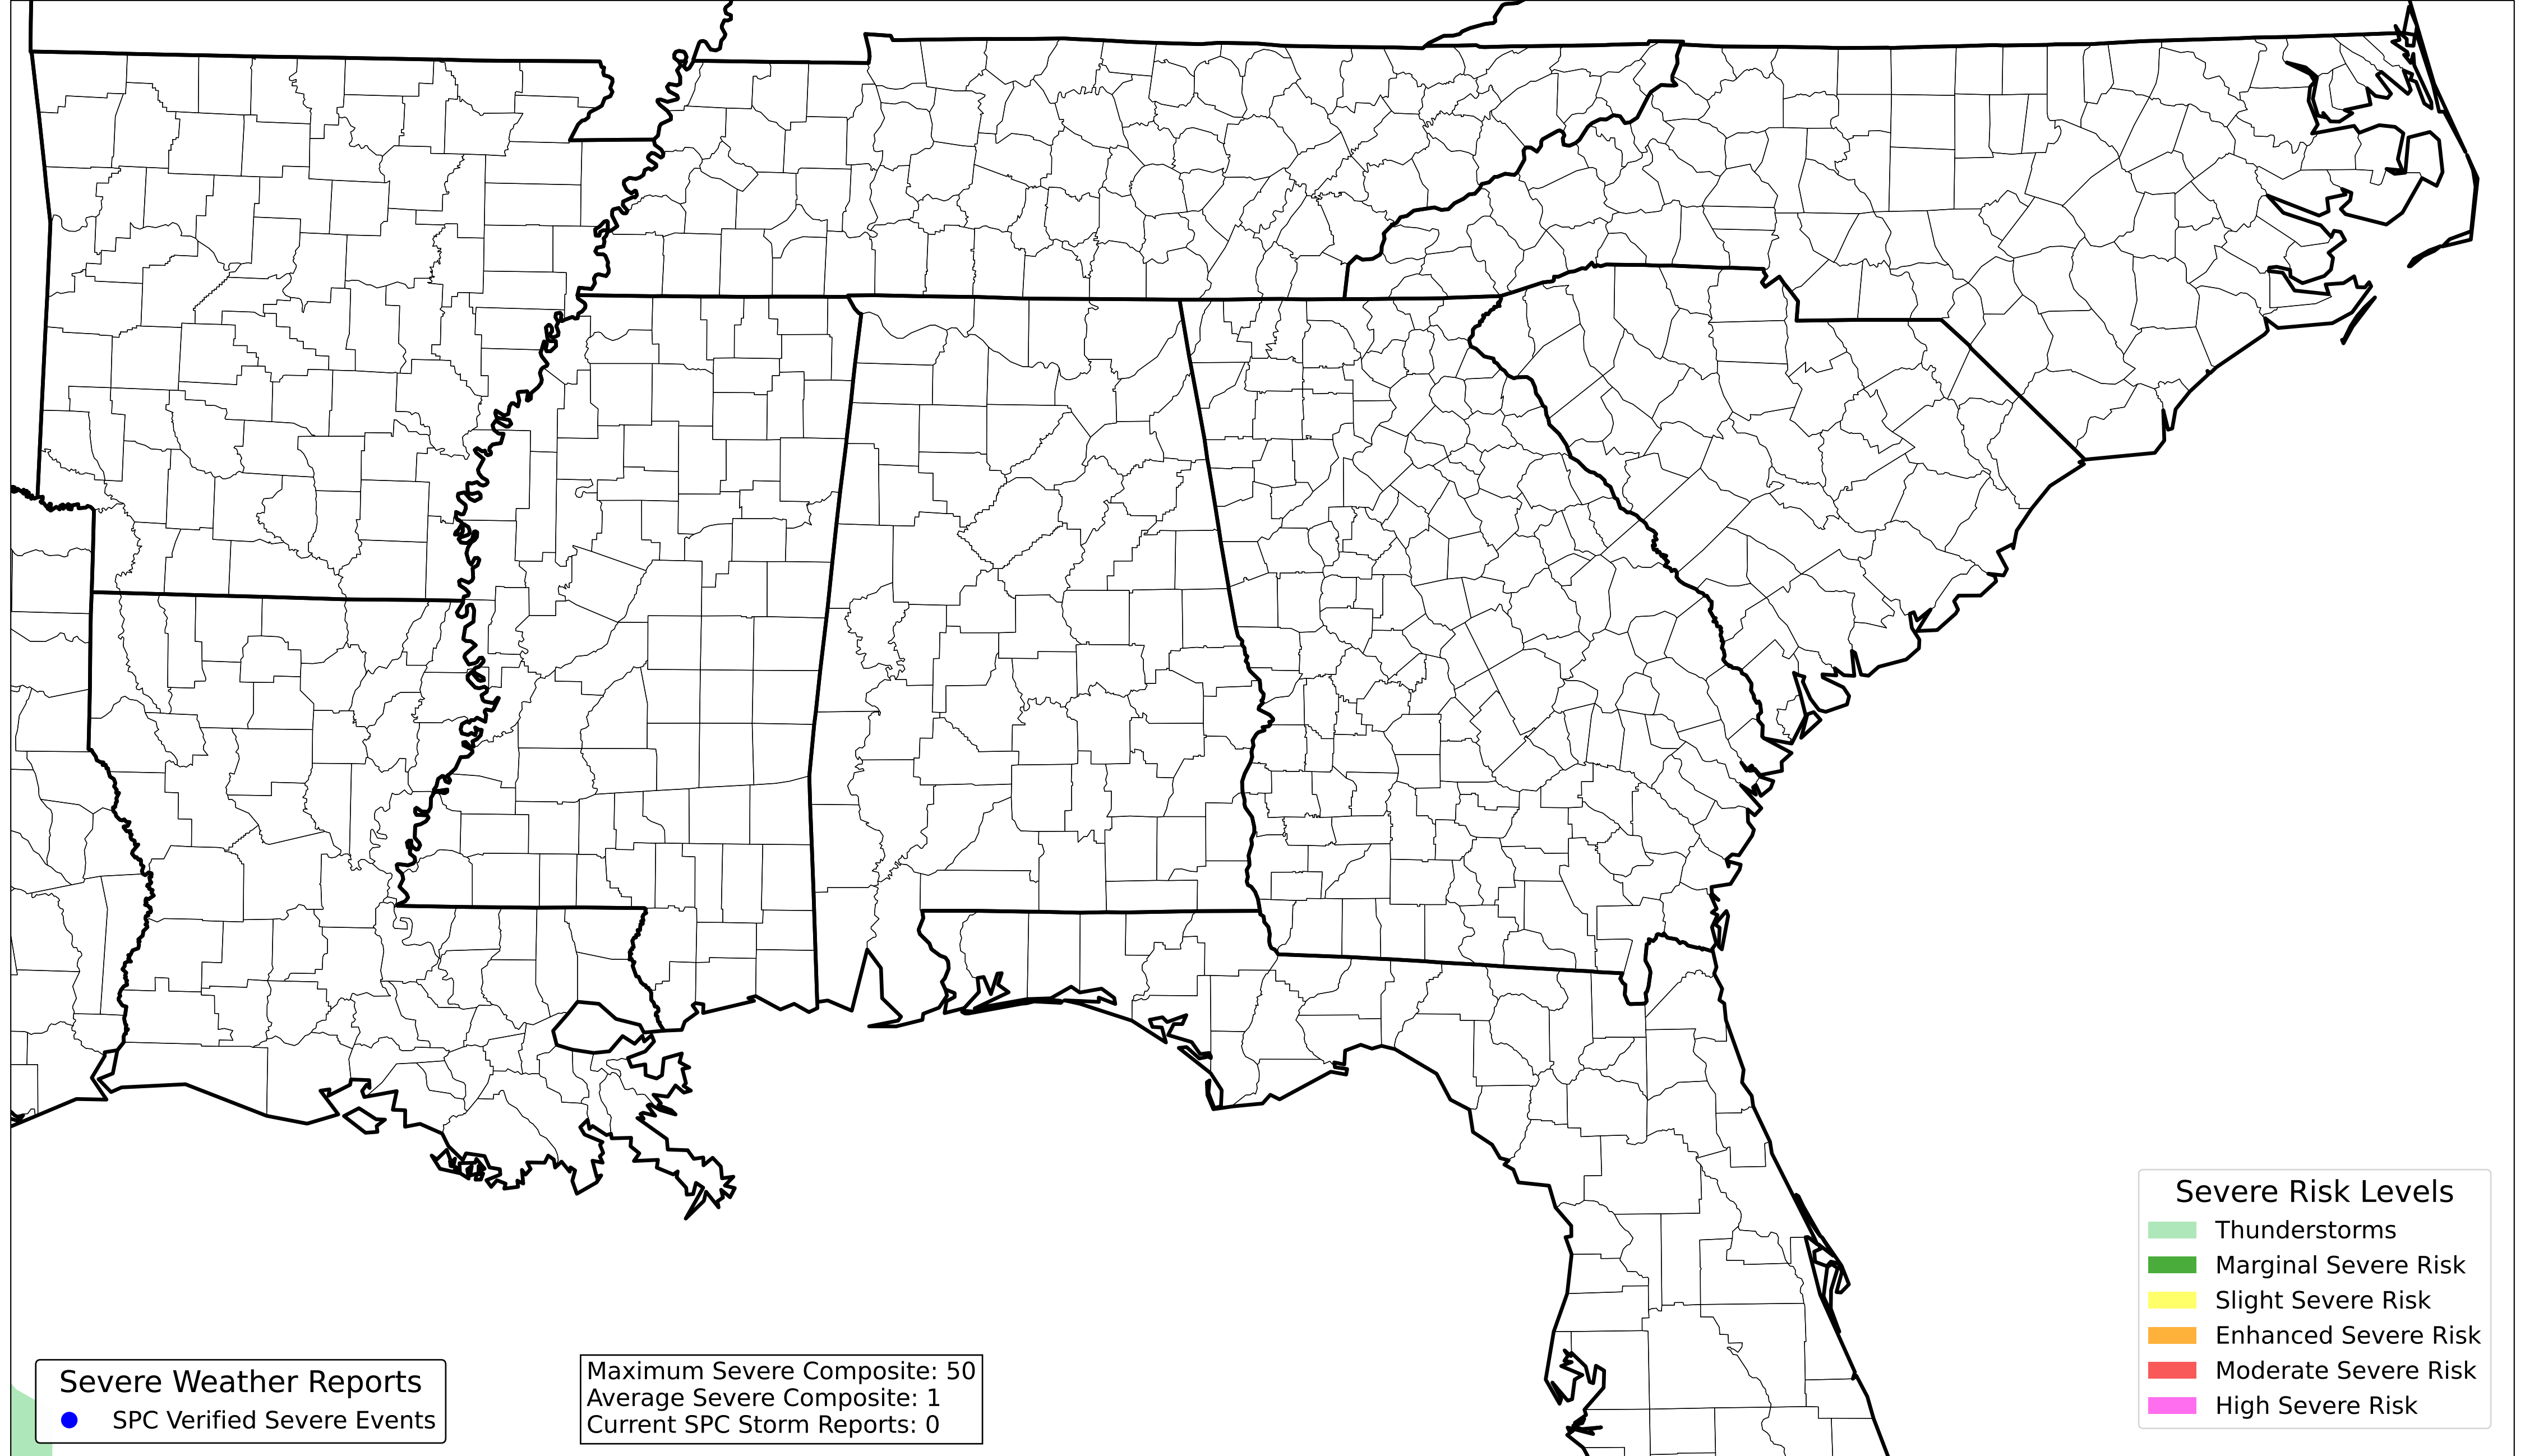 Severe Weather Reports
SPC Verified Severe Events
Maximum Severe Composite: 50
Average Severe Composite: 1
Current SPC Storm Reports: 0
Severe Risk Levels
Thunderstorms
Marginal Severe Risk
Slight Severe Risk
Enhanced Severe Risk
Moderate Severe Risk
High Severe Risk